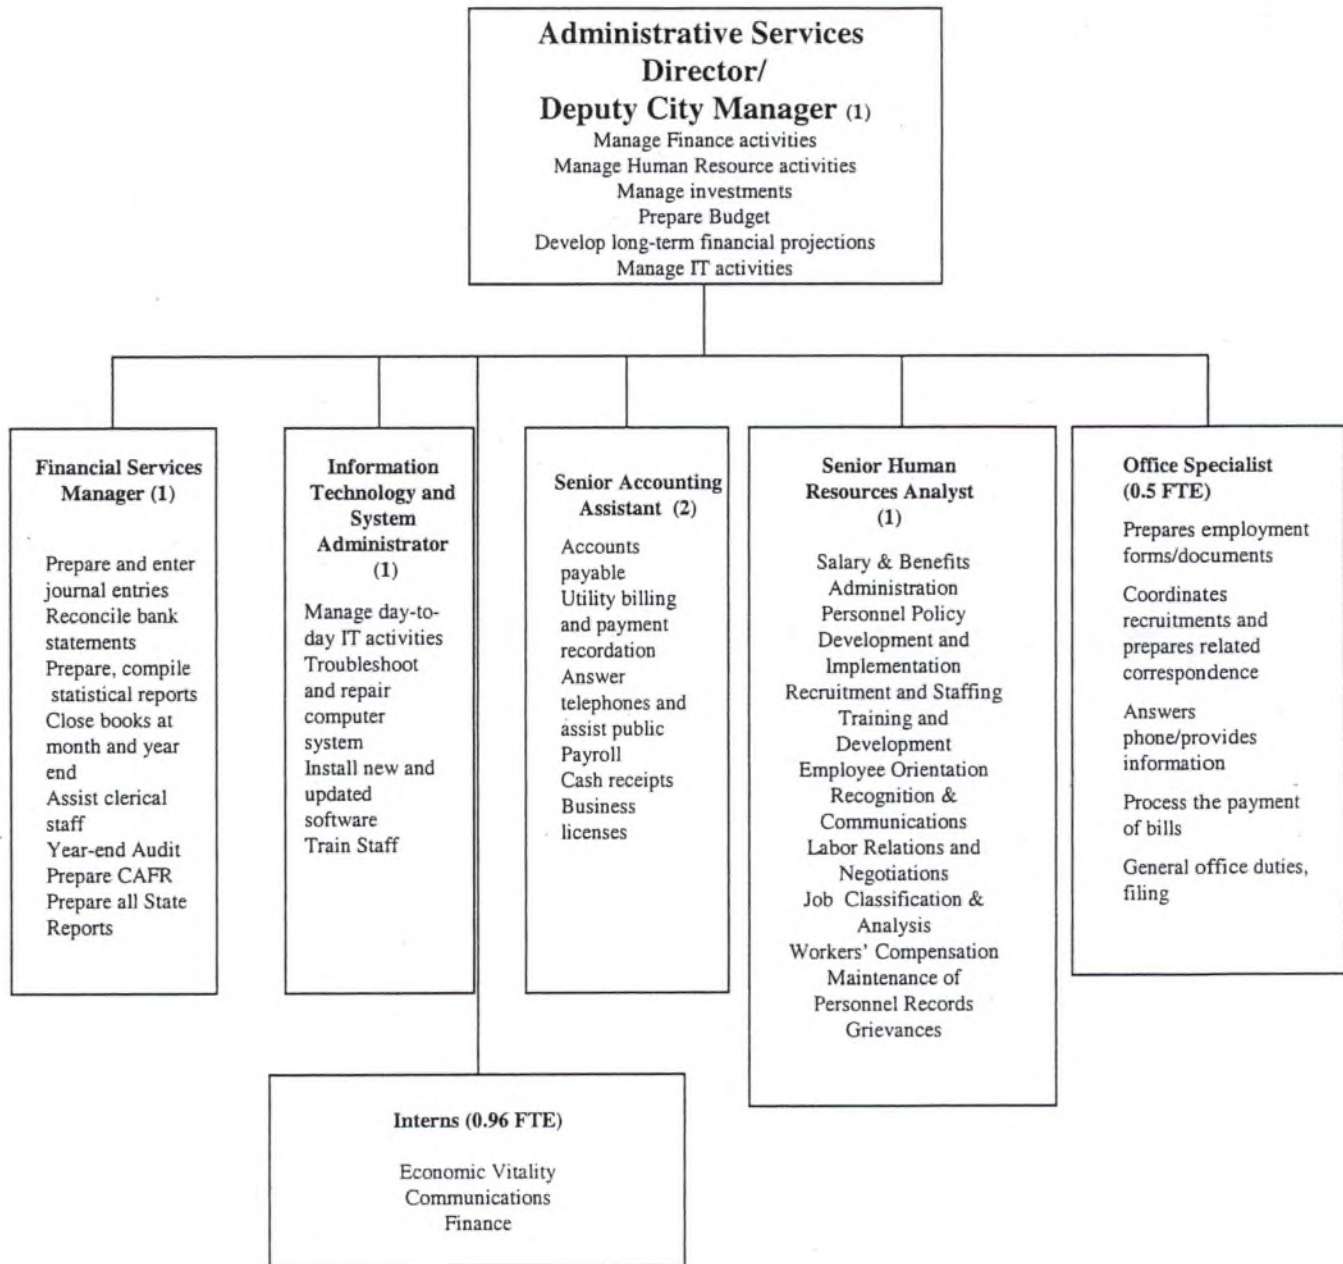 Administrative Services
Director/
Deputy City Manager (1)
Manage Finance activities
Manage Human Resource activities
Manage investments
Prepare Budget
Develop long-term financial projections
Manage IT activities
Financial Services
Manager (1)
Prepare and enter
journal entries
Reconcile bank
statements
Prepare, compile
statistical reports
Close books at
month and year
end
Assist clerical
staff
Year-end Audit
Prepare CAFR
Prepare all State
Reports
Information
Technology and
System
Administrator
(1)
Manage day-to-
day IT activities
Troubleshoot
and repair
computer
system
Install new and
updated
software
Train Staff
Senior Accounting
Assistant (2)
Accounts
payable
Utility billing
and payment
recordation
Answer
telephones and
assist public
Payroll
Cash receipts
Business
licenses
Senior Human
Resources Analyst
(1)
Salary & Benefits
Administration
Personnel Policy
Development and
Implementation
Recruitment and Staffing
Training and
Development
Employee Orientation
Recognition &
Communications
Labor Relations and
Negotiations
Job Classification &
Analysis
Workers' Compensation
Maintenance of
Personnel Records
Grievances
Office Specialist
(0.5 FTE)
Prepares employment
forms/documents
Coordinates
recruitments and
prepares related
correspondence
Answers
phone/provides
information
Process the payment
of bills
General office duties,
filing
Interns (0.96 FTE)
Economic Vitality
Communications
Finance